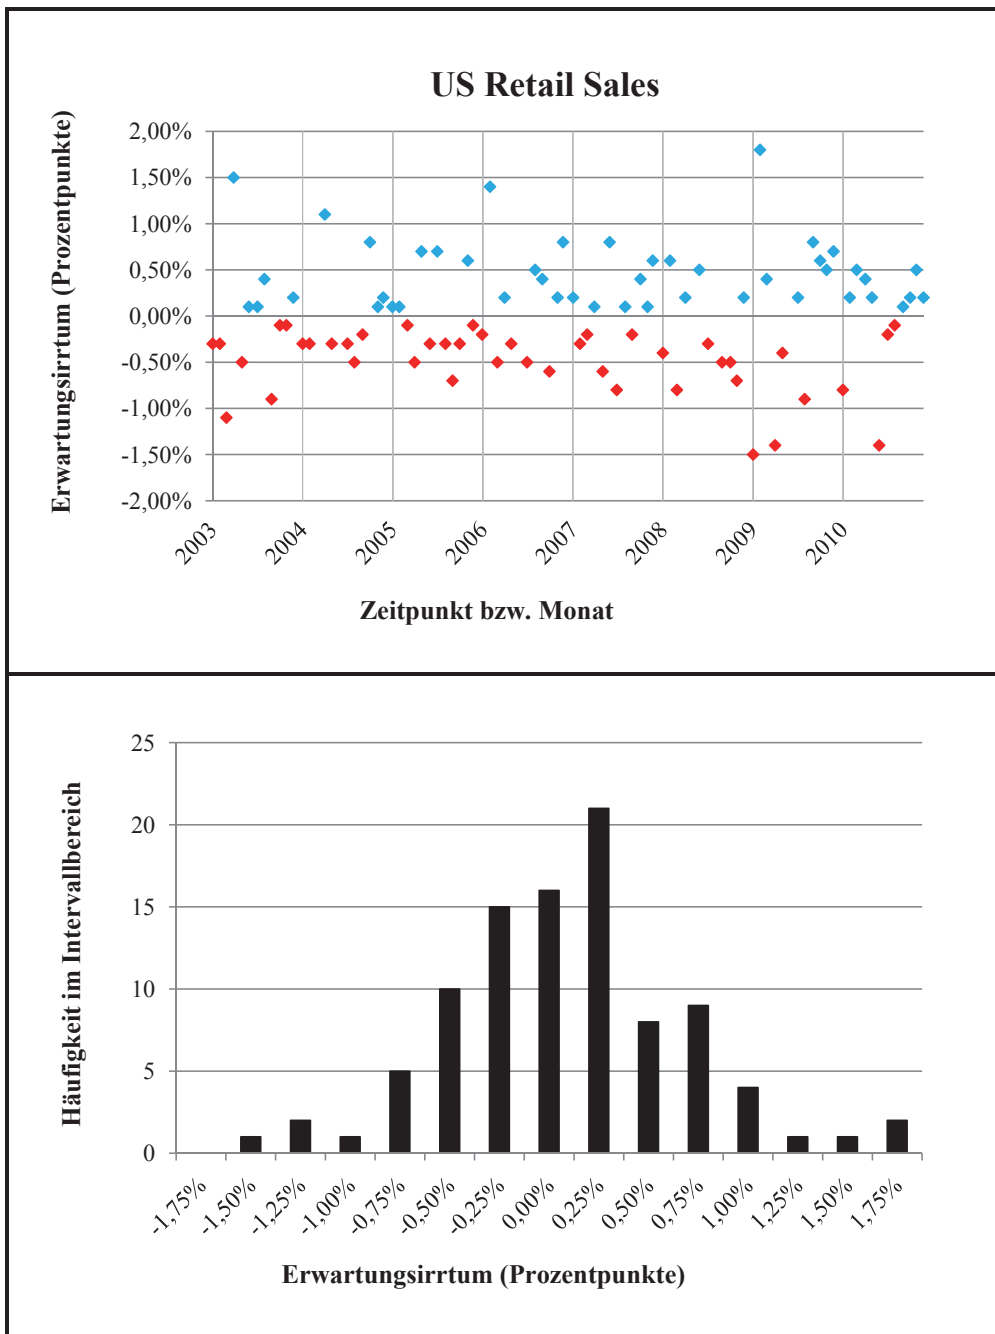 US Retail Sales
Erwartungsirrtum (Prozentpunkte)
2,00%
1,50%
1,00%
0,50%
0,00%
-0,50%
-1,00%
-1,50%
-2,00%
2003 2004 2005 2006 2007 2008 2009 2010
Zeitpunkt bzw. Monat
Häufigkeit im Intervallbereich
25
20
15
10
5
0
-1,75% -1,50% -1,25% -1,00% -0,75% -0,50% -0,25% 0,00% 0,25% 0,50% 0,75% 1,00% 1,25% 1,50% 1,75%
Erwartungsirrtum (Prozentpunkte)